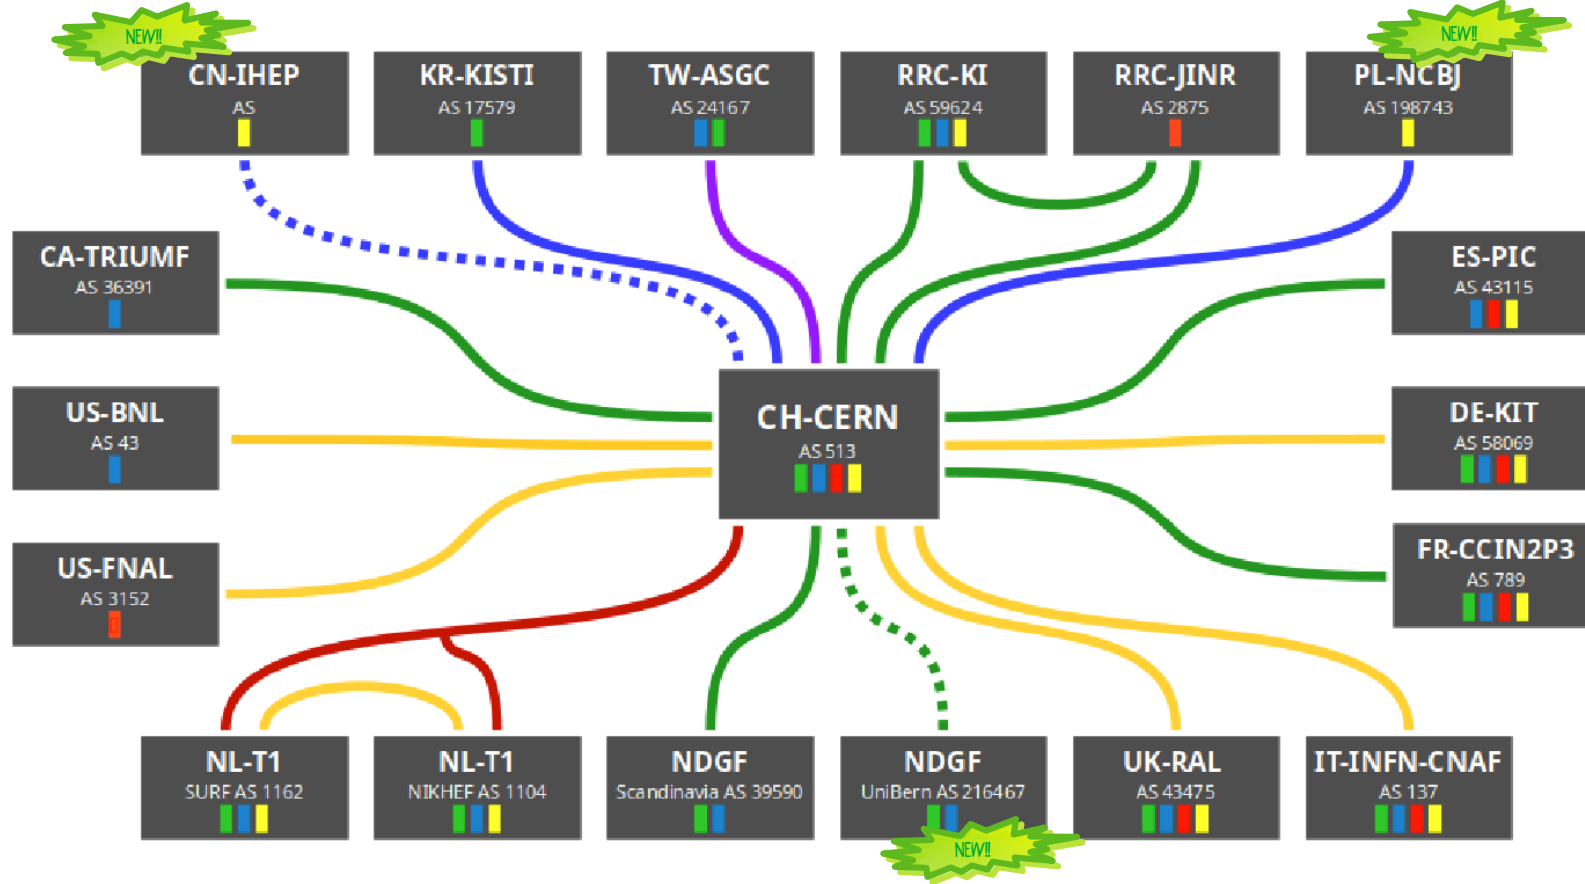 NEW!!
NEW!!
CN-IHEP
AS
KR-KISTI
AS 17579
TW-ASGC
AS 24167
RRC-KI
AS 59624
RRC-JINR
AS 2875
PL-NCBJ
AS 198743
CA-TRIUMF
AS 36391
ES-PIC
AS 43115
US-BNL
AS 43
CH-CERN
AS 513
DE-KIT
AS 58069
US-FNAL
AS 3152
FR-CCIN2P3
AS 789
NL-T1
SURF AS 1162
NL-T1
NIKHEF AS 1104
NDGF
Scandinavia AS 39590
NDGF
UniBern AS 216467
UK-RAL
AS 43475
IT-INFN-CNAF
AS 137
NEW!!